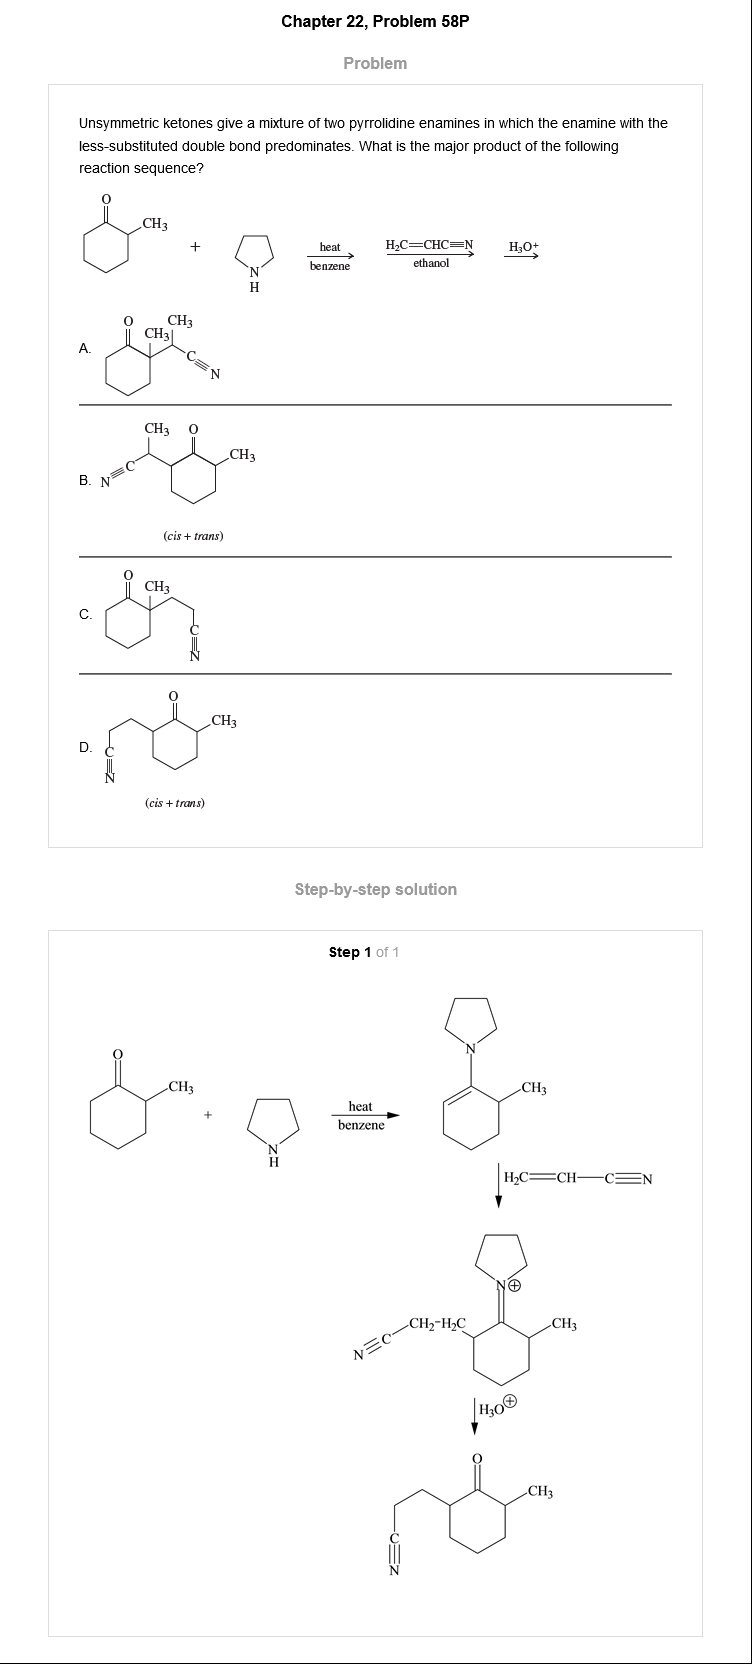 Chapter 22, Problem 58P
Problem
Unsymmetric ketones give a mixture of two pyrrolidine enamines in which the enamine with the
less-substituted double bond predominates. What is the major product of the following
reaction sequence?
O
CH3
+
N
H
heat
benzene
H2C=CHC≡N
ethanol
H3O+
A.
O
CH3
CH3
C
N
CH3
O
CH3
B.
N
C
(cis + trans)
C.
O
CH3
C
N
D.
O
CH3
C
N
(cis + trans)
Step-by-step solution
Step 1 of 1
O
CH3
+
N
H
heat
benzene
N
CH3
H2C=CH—C≡N
N⊕
CH2-H2C
CH3
N≡C
H3O⊕
O
CH3
C
N